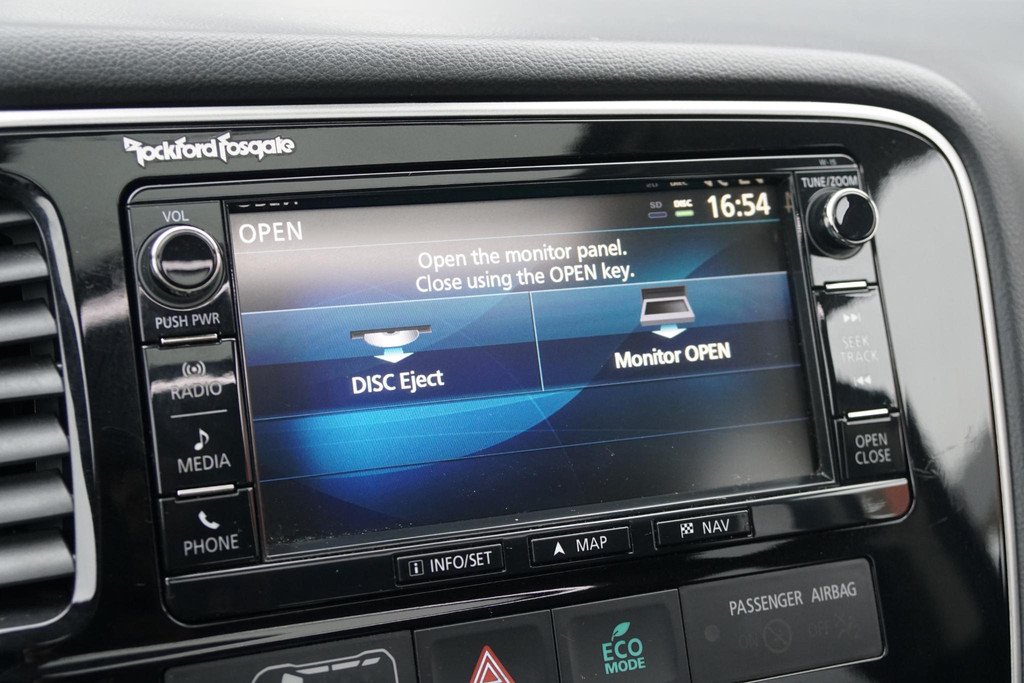 Rockford Fosgate
VOL
PUSH PWR
RADIO
MEDIA
PHONE
SD DISC 16:54
OPEN
Open the monitor panel.
Close using the OPEN key.
DISC Eject
Monitor OPEN
TUNE/ZOOM
SEEK
TRACK
OPEN
CLOSE
INFO/SET
MAP
NAV
ECO
MODE
PASSENGER AIRBAG
ON OFF